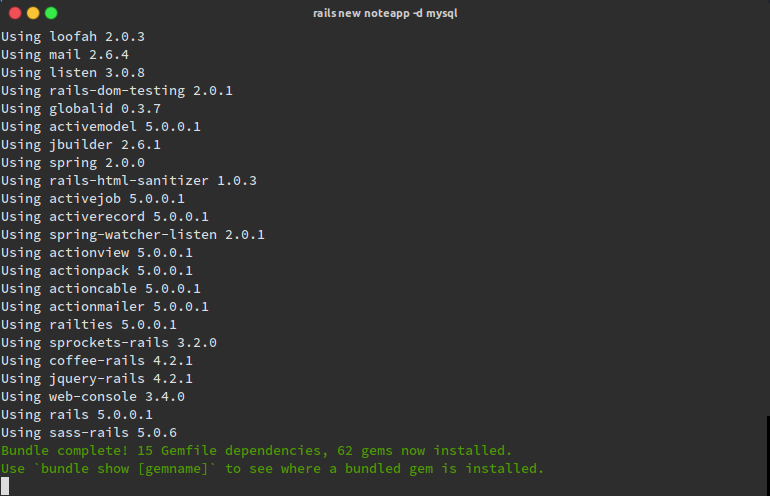 rails new noteapp -d mysql
Using loofah 2.0.3
Using mail 2.6.4
Using listen 3.0.8
Using rails-dom-testing 2.0.1
Using globalid 0.3.7
Using activemodel 5.0.0.1
Using jbuilder 2.6.1
Using spring 2.0.0
Using rails-html-sanitizer 1.0.3
Using activejob 5.0.0.1
Using activerecord 5.0.0.1
Using spring-watcher-listen 2.0.1
Using actionview 5.0.0.1
Using actionpack 5.0.0.1
Using actioncable 5.0.0.1
Using actionmailer 5.0.0.1
Using railties 5.0.0.1
Using sprockets-rails 3.2.0
Using coffee-rails 4.2.1
Using jquery-rails 4.2.1
Using web-console 3.4.0
Using rails 5.0.0.1
Using sass-rails 5.0.6
Bundle complete! 15 Gemfile dependencies, 62 gems now installed.
Use `bundle show [gemname]` to see where a bundled gem is installed.